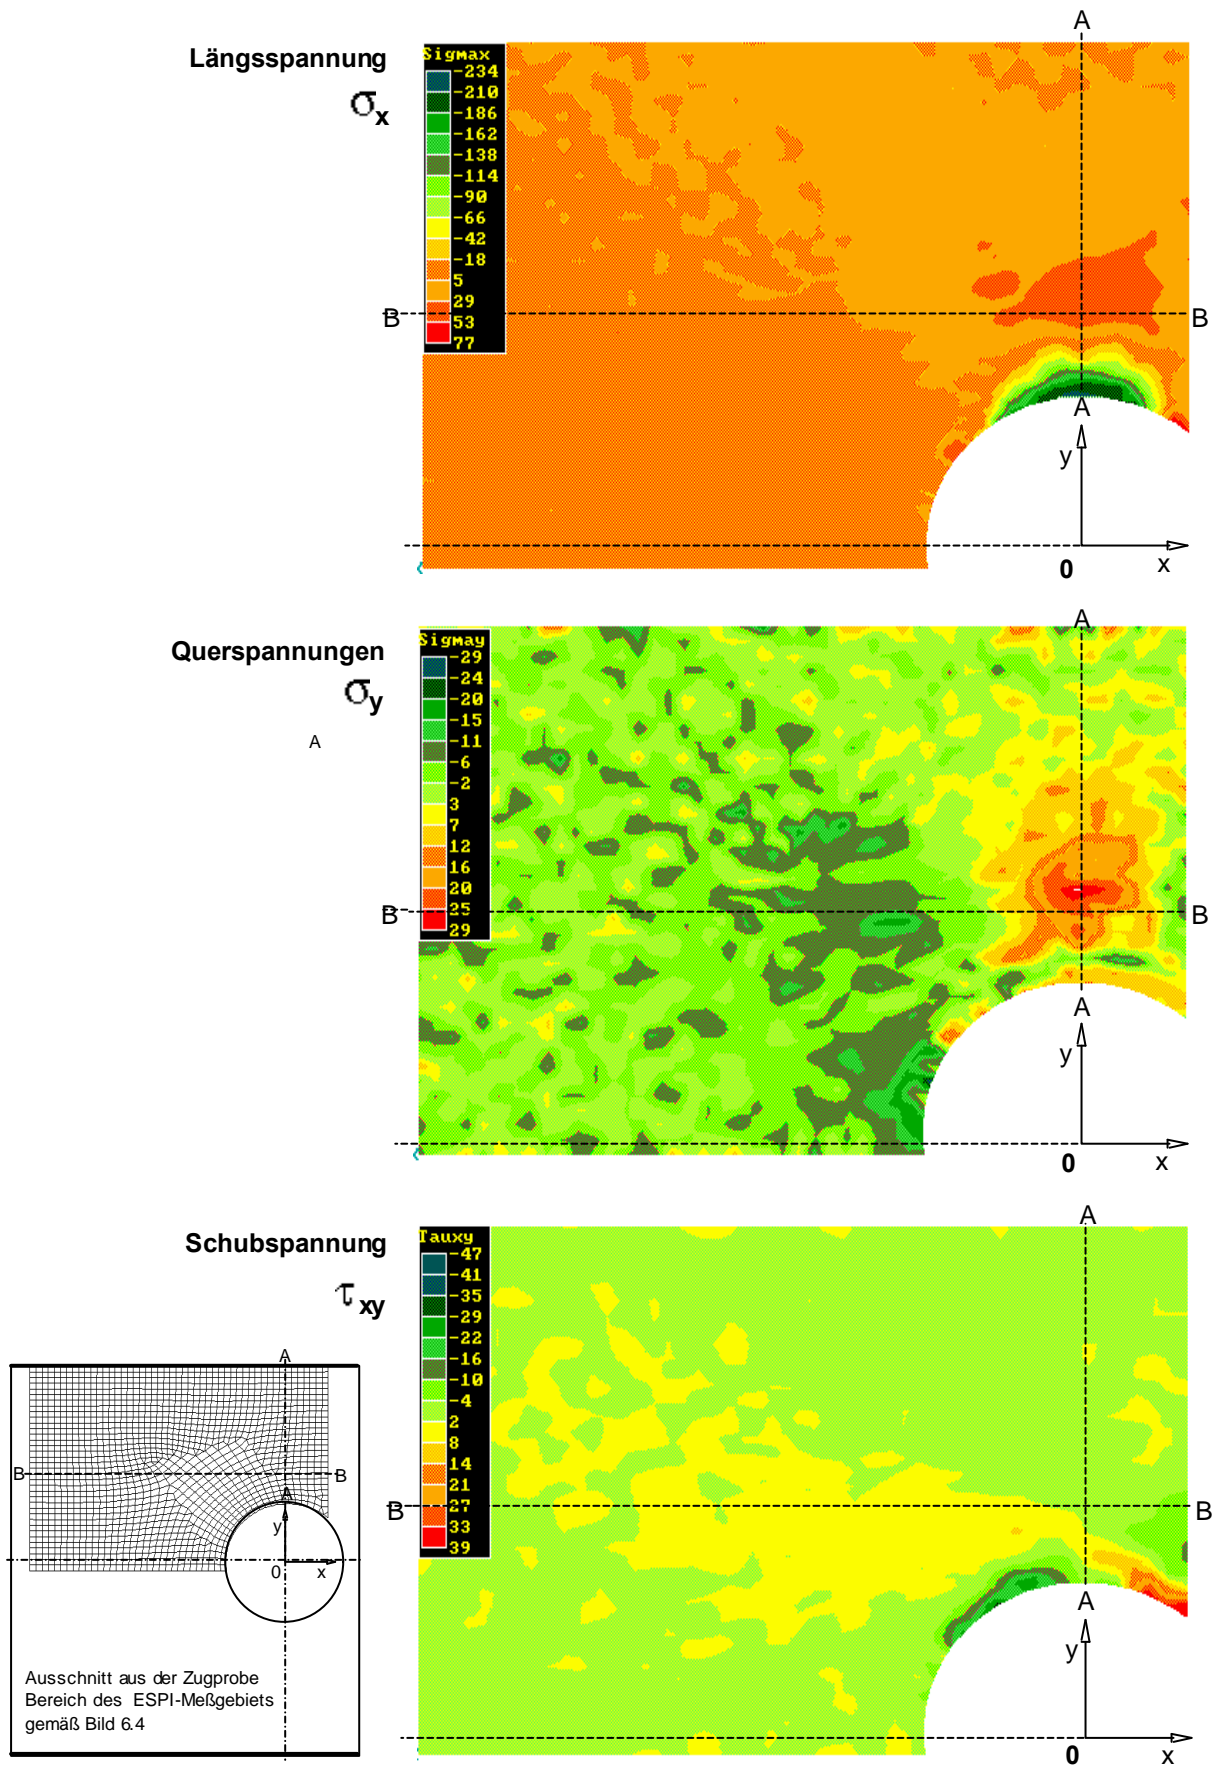 A
Längsspannung
σx
Sigmax
-234
-210
-186
-162
-138
-114
-90
-66
-42
-18
5
29
53
77
B
B
A
y
0
x
A
Querspannungen
σy
A
Sigmay
-29
-24
-20
-15
-11
-6
-2
3
7
12
16
20
25
29
B
B
A
y
0
x
A
Schubspannung
τxy
Tauxy
-47
-41
-35
-29
-22
-16
-10
-4
2
8
14
21
27
33
39
B
B
A
y
0
x
A
B
B
A
y
0
x
Ausschnitt aus der Zugprobe
Bereich des ESPI-Meßgebiets
gemäß Bild 6.4